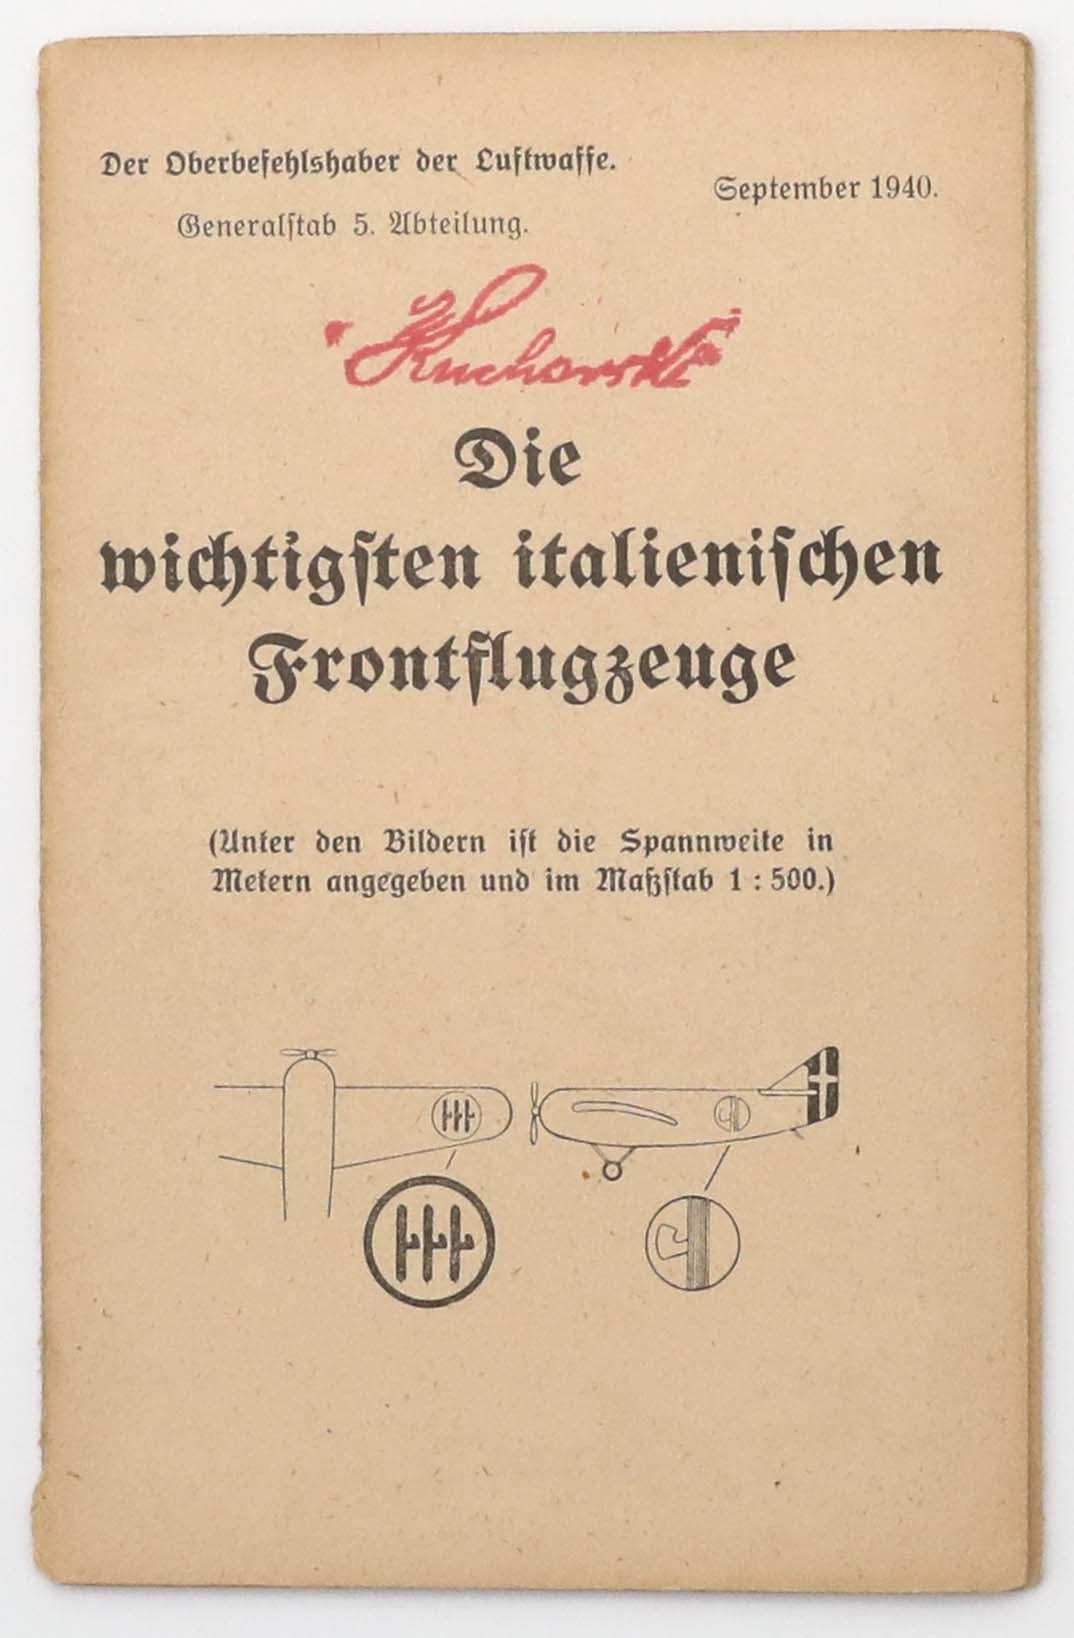 Der Oberbefehlshaber der Luftwaffe.
Generalstab 5. Abteilung.
September 1940.
Die
wichtigsten italienischen
Frontflugzeuge
(Unter den Bildern ist die Spannweite in
Metern angegeben und im Maßstab 1 : 500.)